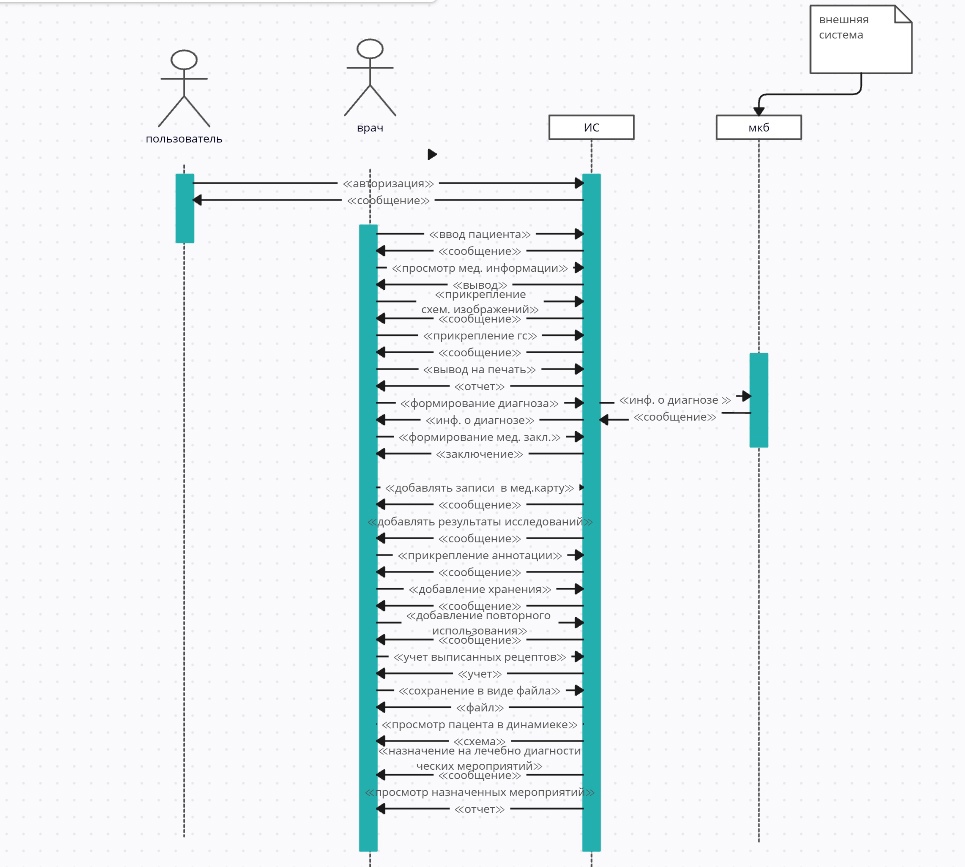 внешняя
система
пользователь
врач
ИС
мкб
«авторизация»
«сообщение»
«ввод пациента»
«сообщение»
«просмотр мед. информации»
«вывод»
«прикрепление
схем. изображений»
«сообщение»
«прикрепление гс»
«сообщение»
«вывод на печать»
«отчет»
«формирование диагноза»
«инф. о диагнозе »
«инф. о диагнозе»
«сообщение»
«формирование мед. закл.»
«заключение»
«добавлять записи в мед.карту»
«сообщение»
«добавлять результаты исследований»
«сообщение»
«прикрепление аннотации»
«сообщение»
«добавление хранения»
«сообщение»
«добавление повторного
использования»
«сообщение»
«учет выписанных рецептов»
«учет»
«сохранение в виде файла»
«файл»
«просмотр пацента в динамиеке»
«схема»
«назначение на лечебно диагности
ческих мероприятий»
«сообщение»
«просмотр назначенных мероприятий»
«отчет»